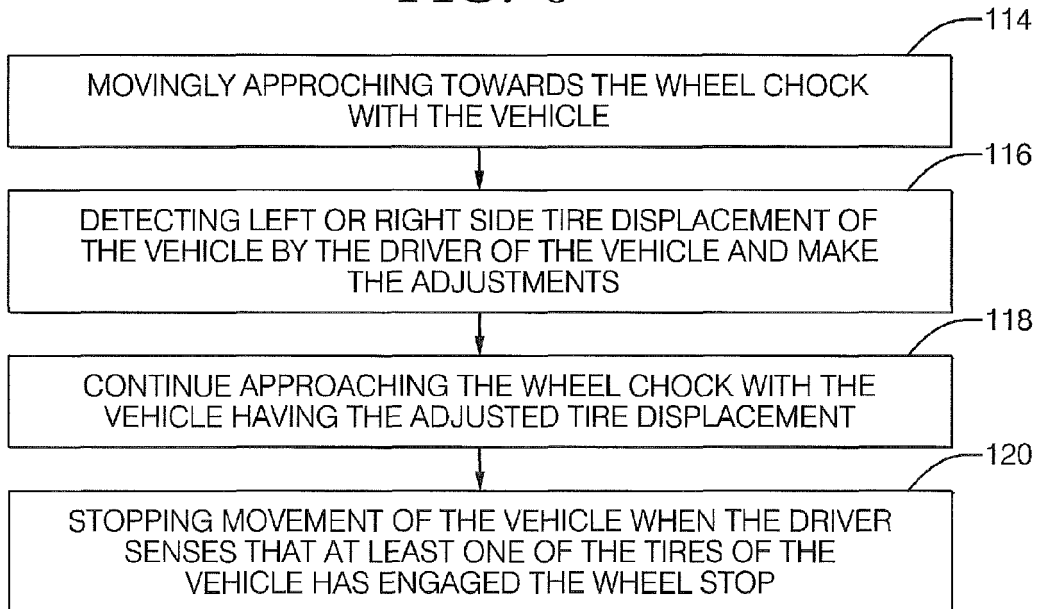 114
MOVINGLY APPROCHING TOWARDS THE WHEEL CHOCK
WITH THE VEHICLE
116
DETECTING LEFT OR RIGHT SIDE TIRE DISPLACEMENT OF
THE VEHICLE BY THE DRIVER OF THE VEHICLE AND MAKE
THE ADJUSTMENTS
118
CONTINUE APPROACHING THE WHEEL CHOCK WITH THE
VEHICLE HAVING THE ADJUSTED TIRE DISPLACEMENT
120
STOPPING MOVEMENT OF THE VEHICLE WHEN THE DRIVER
SENSES THAT AT LEAST ONE OF THE TIRES OF THE
VEHICLE HAS ENGAGED THE WHEEL STOP